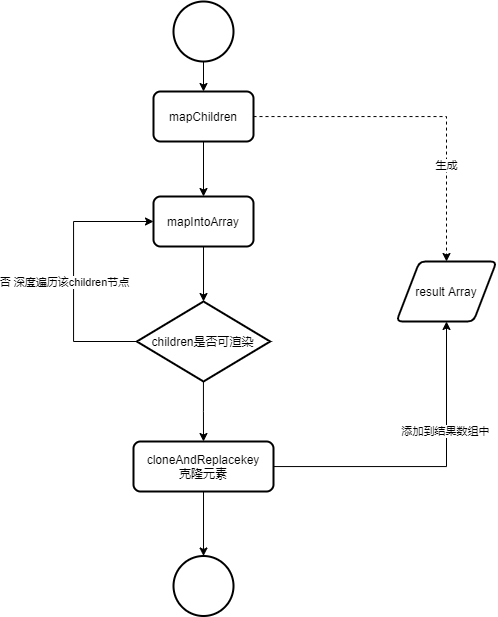 mapChildren
生成
mapIntoArray
否 深度遍历该children节点
result Array
children是否可渲染
添加到结果数组中
cloneAndReplacekey
克隆元素